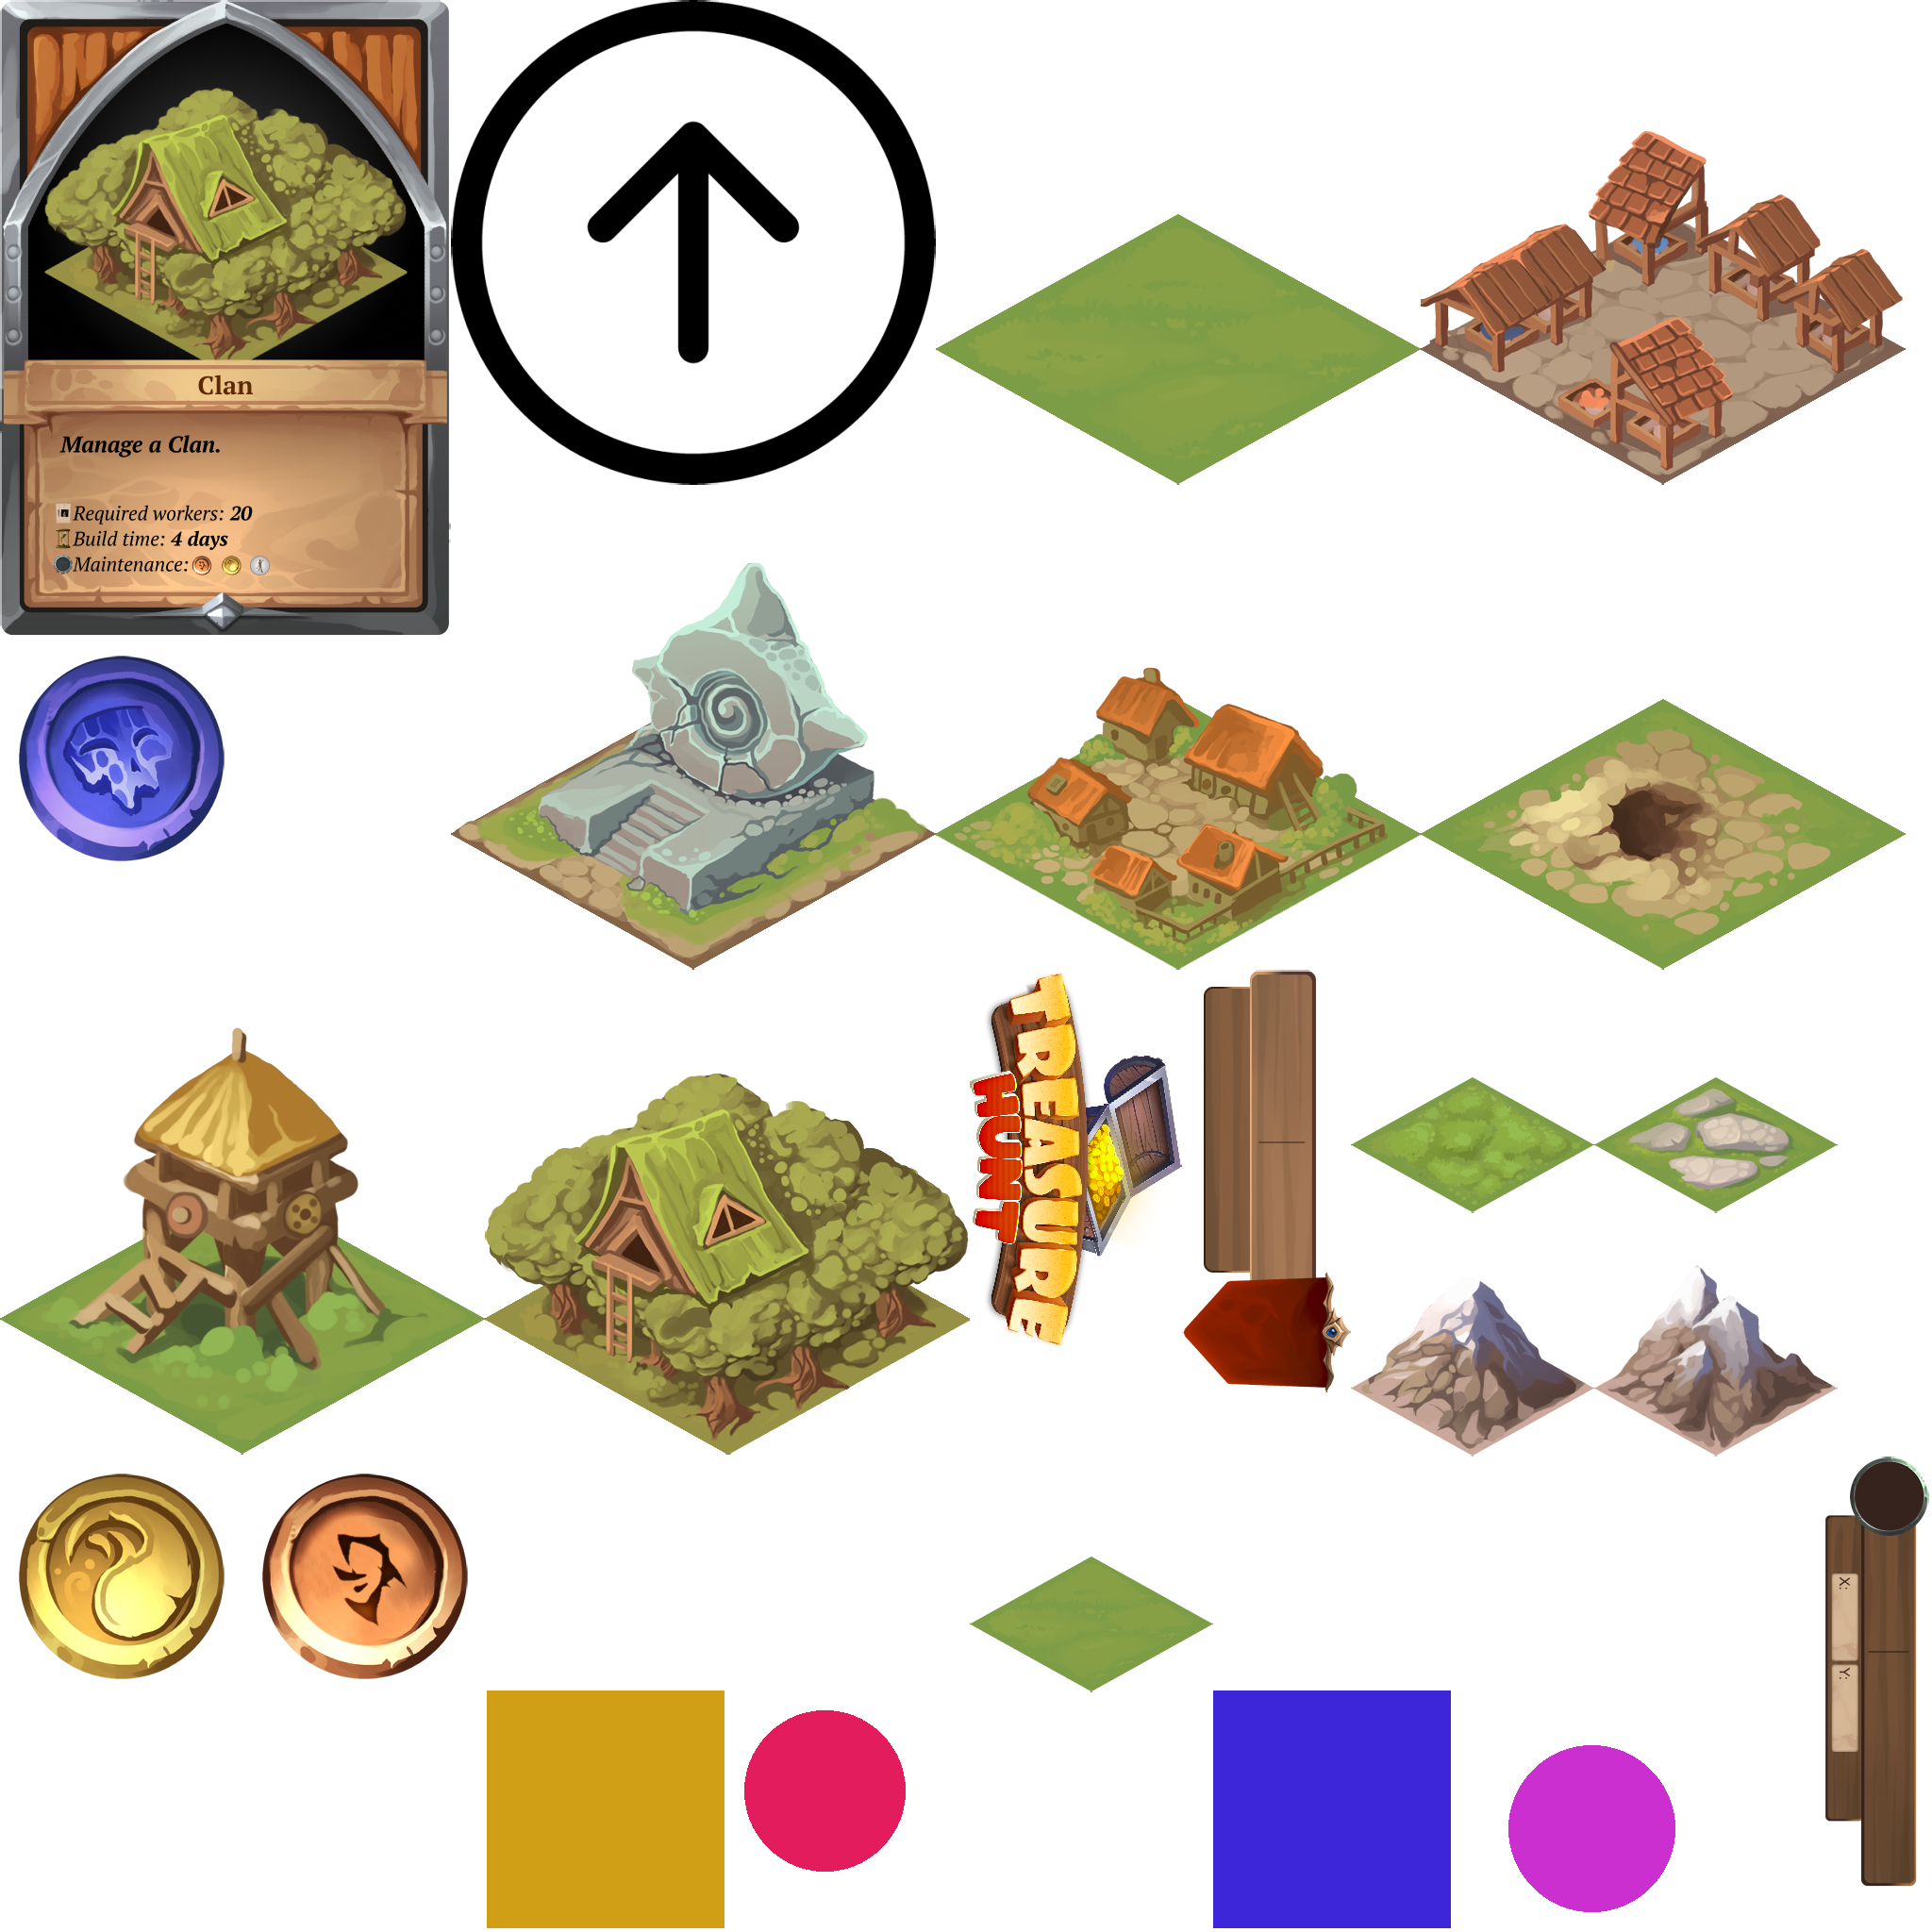 Clan
Manage a Clan.
Required workers: 20
Build time: 4 days
Maintenance:
TREASURE
HUNT
X:
Y: